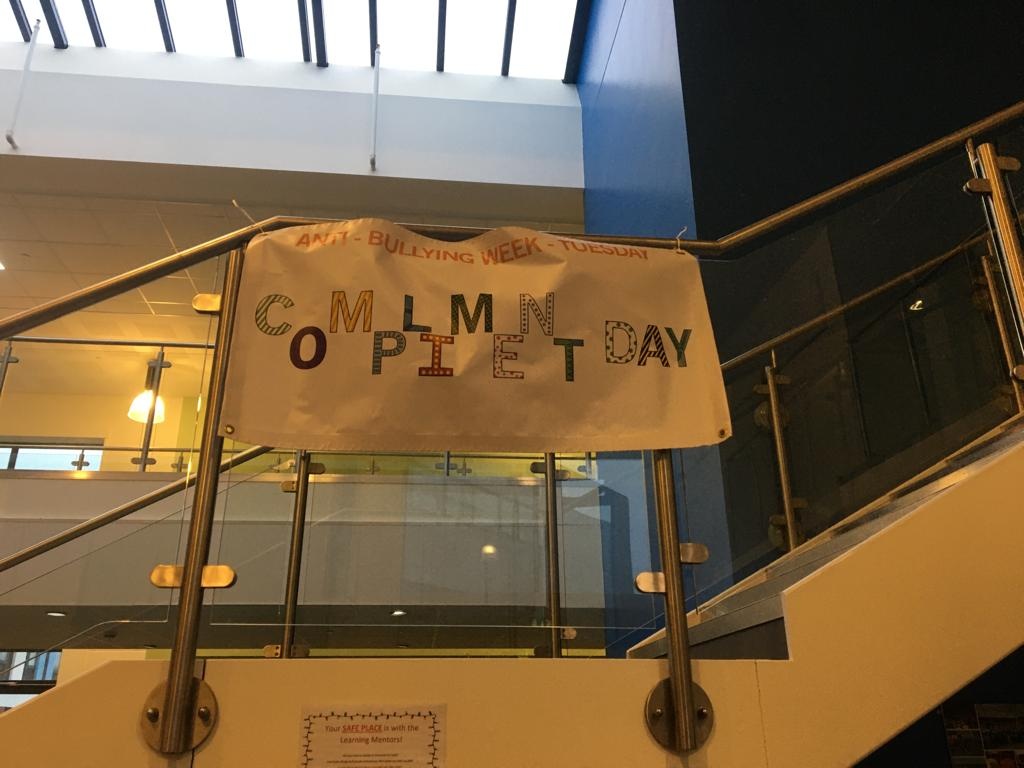 ANTI - BULLYING WEEK - TUESDAY
COMPLIMENT DAY
Your SAFE PLACE is with the
Learning Mentors!